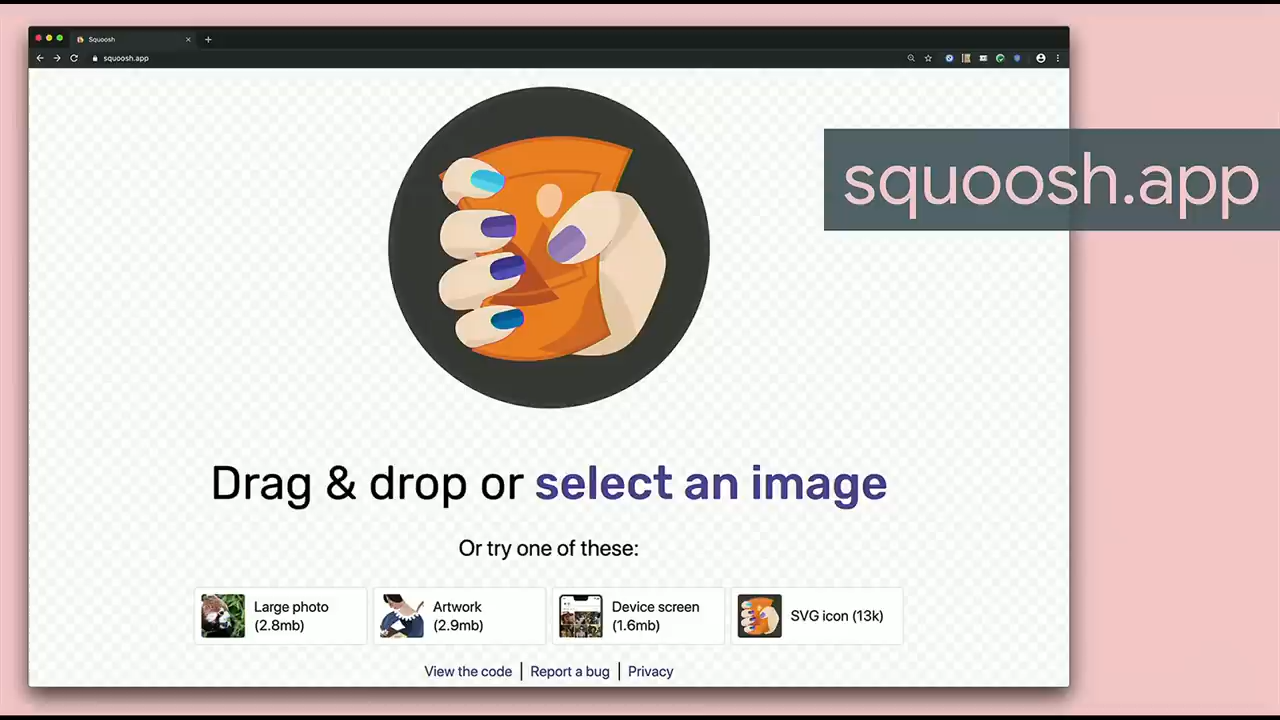 Squoosh
squoosh.app
squoosh.app
Drag & drop or select an image
Or try one of these:
Large photo
(2.8mb)
Artwork
(2.9mb)
Device screen
(1.6mb)
SVG icon (13k)
View the code | Report a bug | Privacy